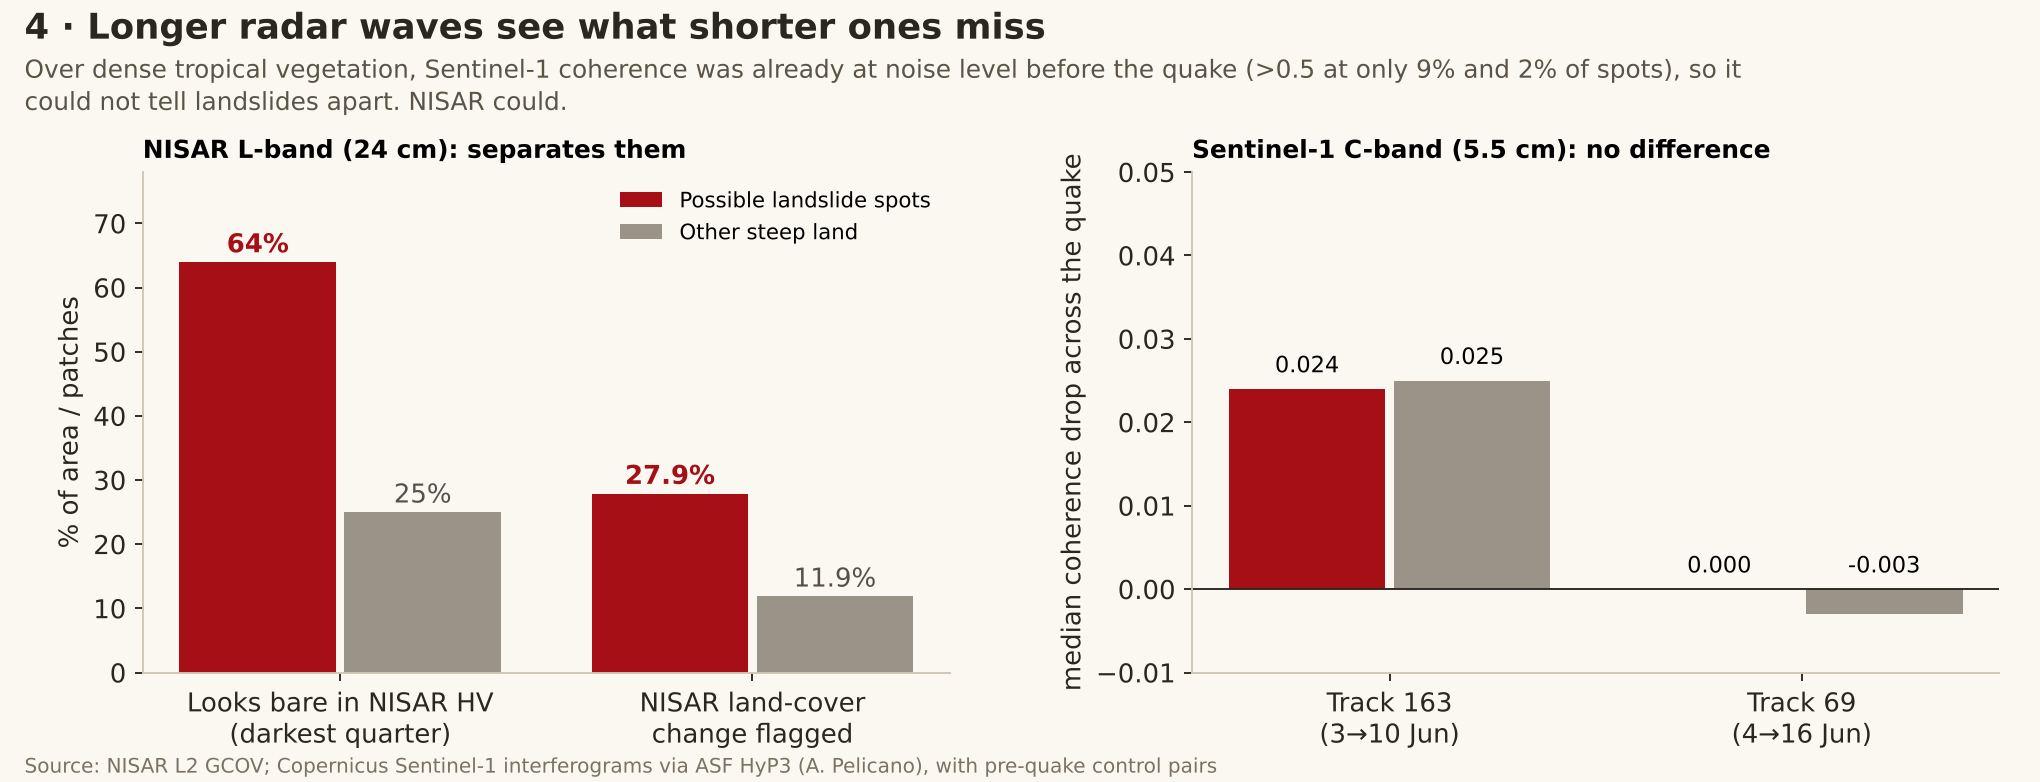 4 · Longer radar waves see what shorter ones miss
Over dense tropical vegetation, Sentinel-1 coherence was already at noise level before the quake (>0.5 at only 9% and 2% of spots), so it
could not tell landslides apart. NISAR could.
NISAR L-band (24 cm): separates them
% of area / patches
70
60
50
40
30
20
10
0
Possible landslide spots
Other steep land
64%
25%
27.9%
11.9%
Looks bare in NISAR HV
(darkest quarter)
NISAR land-cover
change flagged
Sentinel-1 C-band (5.5 cm): no difference
median coherence drop across the quake
0.05
0.04
0.03
0.02
0.01
0.00
−0.01
0.024
0.025
0.000
-0.003
Track 163
(3→10 Jun)
Track 69
(4→16 Jun)
Source: NISAR L2 GCOV; Copernicus Sentinel-1 interferograms via ASF HyP3 (A. Pelicano), with pre-quake control pairs